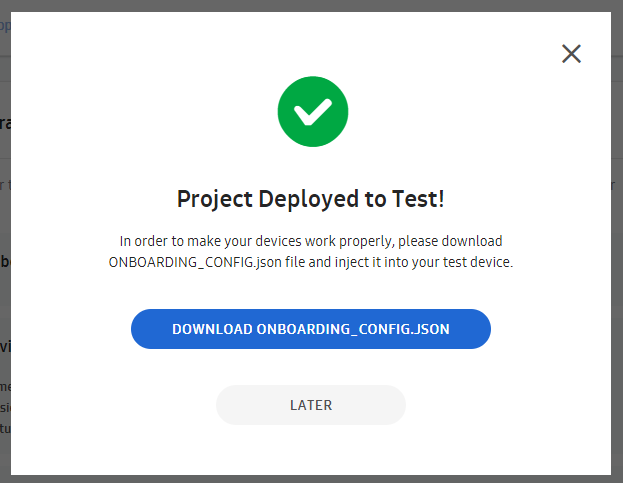 Project Deployed to Test!
In order to make your devices work properly, please download
ONBOARDING_CONFIG.json file and inject it into your test device.
DOWNLOAD ONBOARDING_CONFIG.JSON
LATER